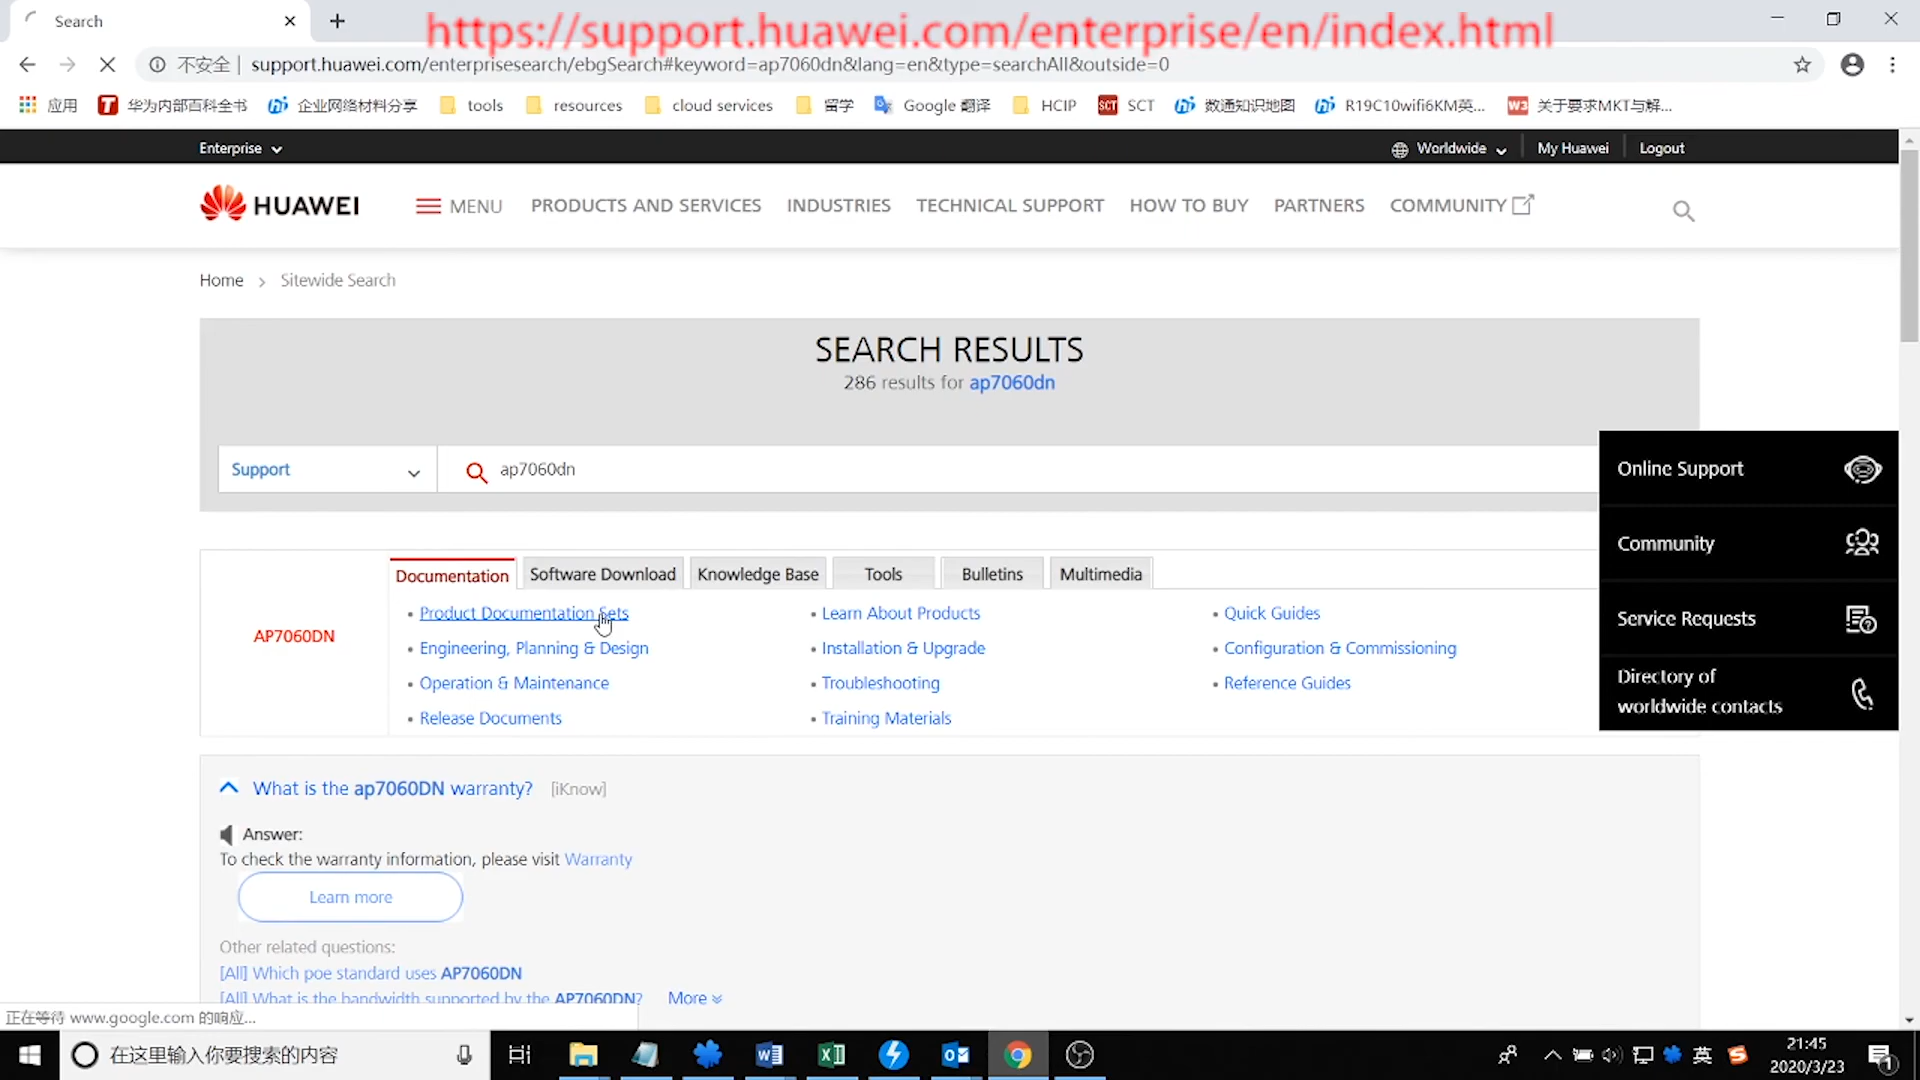 Search
https://support.huawei.com/enterprise/en/index.html
不安全 | support.huawei.com/enterprisesearch/ebgSearch#keyword=ap7060dn&lang=en&type=searchAll&outside=0
应用 华为内部百科全书 企业网络材料分享 tools resources cloud services 留学 Google 翻译 HCIP SCT SCT 数通知识地图 R19C10wifi6KM英... W3 关于要求MKT与解...
Enterprise Worldwide My Huawei Logout
HUAWEI MENU PRODUCTS AND SERVICES INDUSTRIES TECHNICAL SUPPORT HOW TO BUY PARTNERS COMMUNITY
Home > Sitewide Search
SEARCH RESULTS
286 results for ap7060dn
Support ap7060dn
Online Support
Community
Service Requests
Directory of
worldwide contacts
Documentation Software Download Knowledge Base Tools Bulletins Multimedia
AP7060DN
• Product Documentation Sets • Learn About Products • Quick Guides
• Engineering, Planning & Design • Installation & Upgrade • Configuration & Commissioning
• Operation & Maintenance • Troubleshooting • Reference Guides
• Release Documents • Training Materials
What is the ap7060DN warranty? [iKnow]
Answer:
To check the warranty information, please visit Warranty
Learn more
Other related questions:
[All] Which poe standard uses AP7060DN
[All] What is the bandwidth supported by the AP7060DN? More
正在等待 www.google.com 的响应...
在这里输入你要搜索的内容
英
21:45
2020/3/23
1